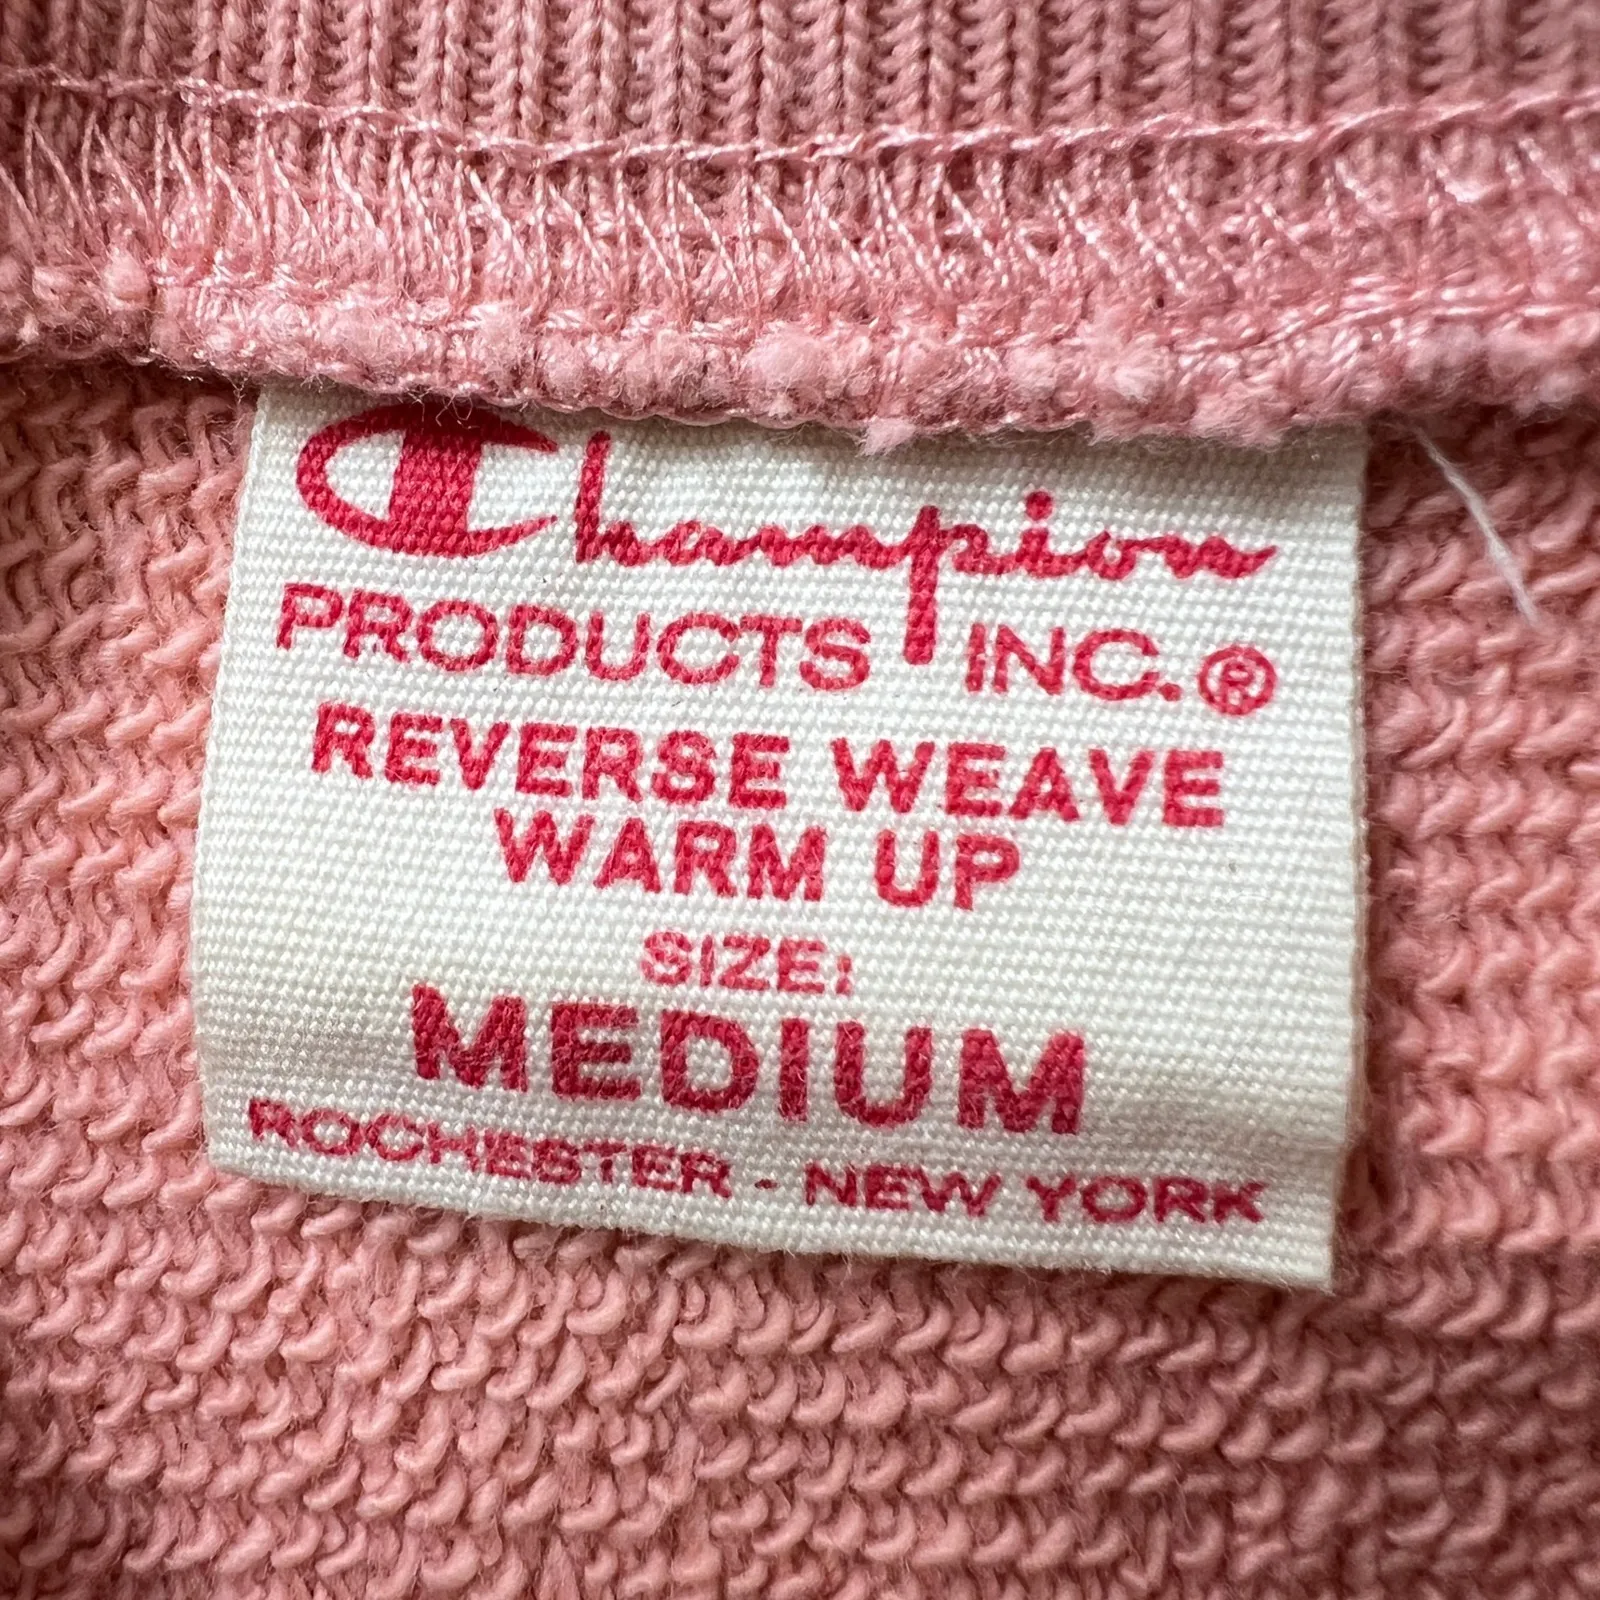 Champion
PRODUCTS INC.®
REVERSE WEAVE
WARM UP
SIZE:
MEDIUM
ROCHESTER - NEW YORK